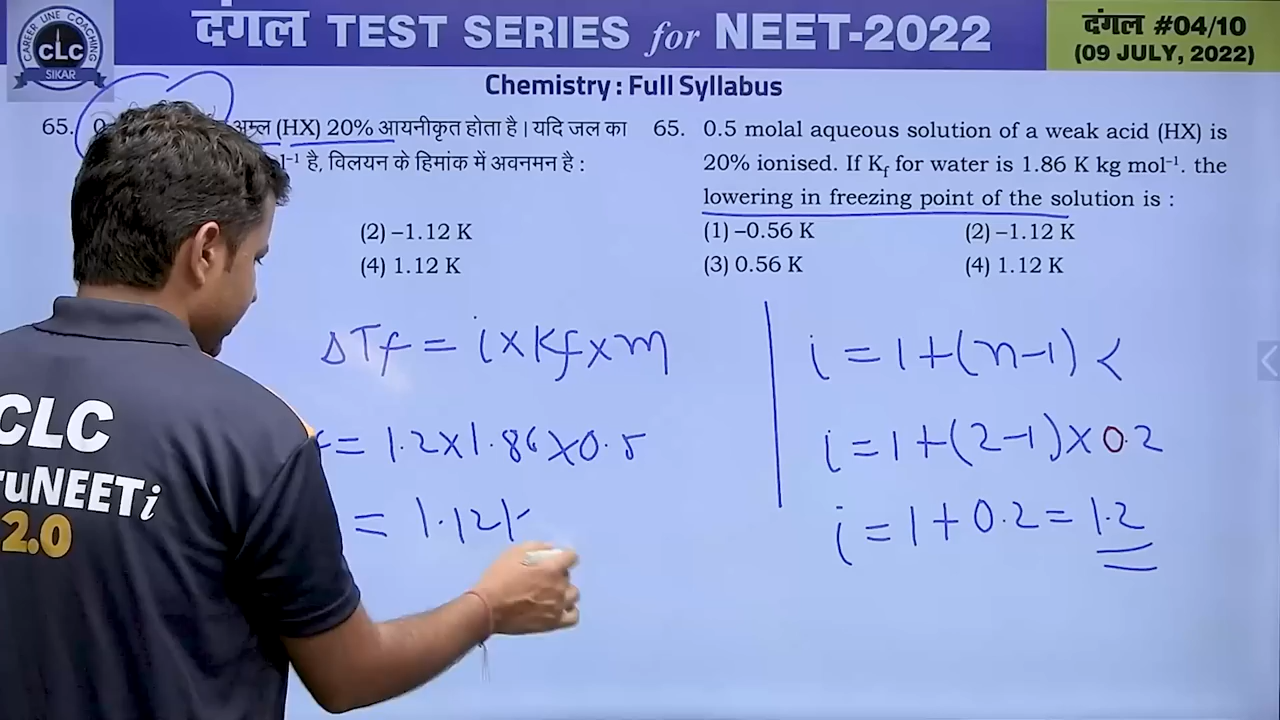 CAREER LINE COACHING
CLC
SIKAR
दंगल TEST SERIES for NEET-2022
दंगल #04/10
(09 JULY, 2022)
Chemistry : Full Syllabus
65. 0
अम्ल (HX) 20% आयनीकृत होता है। यदि जल का
l⁻¹ है, विलयन के हिमांक में अवनमन है :
(2) –1.12 K
(4) 1.12 K
65. 0.5 molal aqueous solution of a weak acid (HX) is
20% ionised. If Kf for water is 1.86 K kg mol⁻¹. the
lowering in freezing point of the solution is :
(1) –0.56 K (2) –1.12 K
(3) 0.56 K (4) 1.12 K
ΔTf = i×Kf×m
= 1.2×1.86×0.5
= 1.12k
i = 1+(n-1)<
i = 1+(2-1)×0.2
i = 1+0.2 = 1.2
CLC
uNEETi
2.0